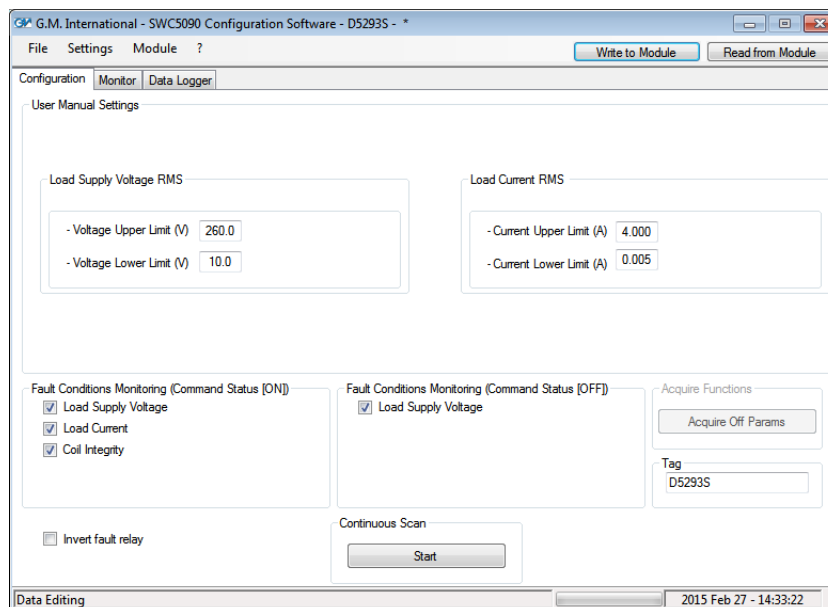 G.M. International - SWC5090 Configuration Software - D5293S - *
File Settings Module ? Write to Module Read from Module
Configuration Monitor Data Logger
User Manual Settings
Load Supply Voltage RMS
- Voltage Upper Limit (V) 260.0
- Voltage Lower Limit (V) 10.0
Load Current RMS
- Current Upper Limit (A) 4.000
- Current Lower Limit (A) 0.005
Fault Conditions Monitoring (Command Status [ON])
Load Supply Voltage
Load Current
Coil Integrity
Fault Conditions Monitoring (Command Status [OFF])
Load Supply Voltage
Acquire Functions
Acquire Off Params
Tag
D5293S
Invert fault relay
Continuous Scan
Start
Data Editing 2015 Feb 27 - 14:33:22